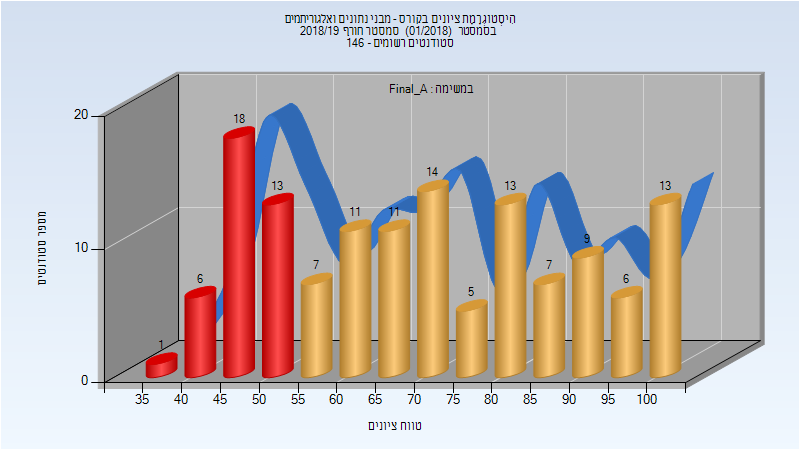 היסטוגרמת ציונים בקורס - מבני נתונים ואלגוריתמים
בסמסטר (01/2018) סמסטר חורף 2018/19
סטודנטים רשומים - 146
במשימה : Final_A
מספר סטודנטים
20
10
0
1
6
18
13
7
11
11
14
5
13
7
9
6
13
35 40 45 50 55 60 65 70 75 80 85 90 95 100
טווח ציונים